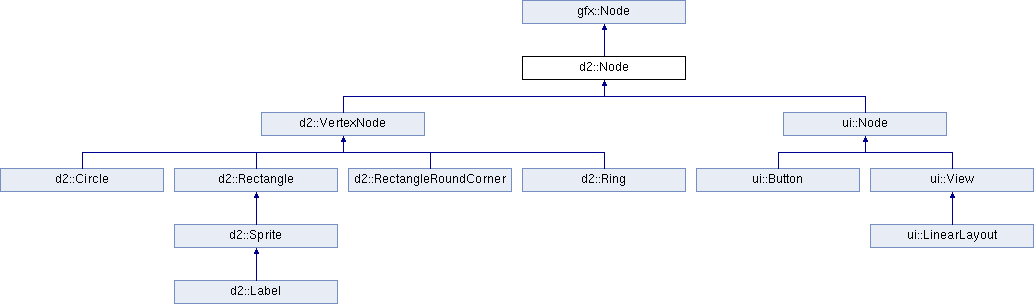 gfx::Node
d2::Node
d2::VertexNode
ui::Node
d2::Circle
d2::Rectangle
d2::RectangleRoundCorner
d2::Ring
ui::Button
ui::View
d2::Sprite
ui::LinearLayout
d2::Label